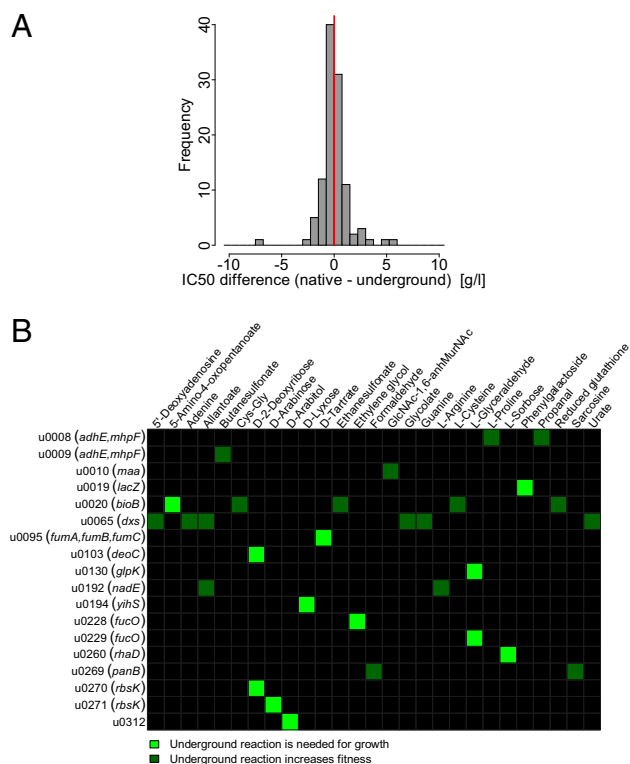 A
Frequency
40
30
20
10
0
-10 -5 0 5 10
IC50 difference (native - underground) [g/l]
B
5'-Deoxyadenosine
5-Amino-4-oxopentanoate
Adenine
Allantoate
Butanesulfonate
Cys-Gly
D-2-Deoxyribose
D-Arabinose
D-Arabitol
D-Lyxose
D-Tartrate
Ethanesulfonate
Ethylene glycol
Formaldehyde
GlcNAc-1,6-anhMurNAc
Glycolate
Guanine
L-Arginine
L-Cysteine
L-Glyceraldehyde
L-Proline
L-Sorbose
Phenylgalactoside
Propanal
Reduced glutathione
Sarcosine
Urate
u0008 (adhE,mhpF)
u0009 (adhE,mhpF)
u0010 (maa)
u0019 (lacZ)
u0020 (bioB)
u0065 (dxs)
u0095 (fumA,fumB,fumC)
u0103 (deoC)
u0130 (glpK)
u0192 (nadE)
u0194 (yihS)
u0228 (fucO)
u0229 (fucO)
u0260 (rhaD)
u0269 (panB)
u0270 (rbsK)
u0271 (rbsK)
u0312
Underground reaction is needed for growth
Underground reaction increases fitness